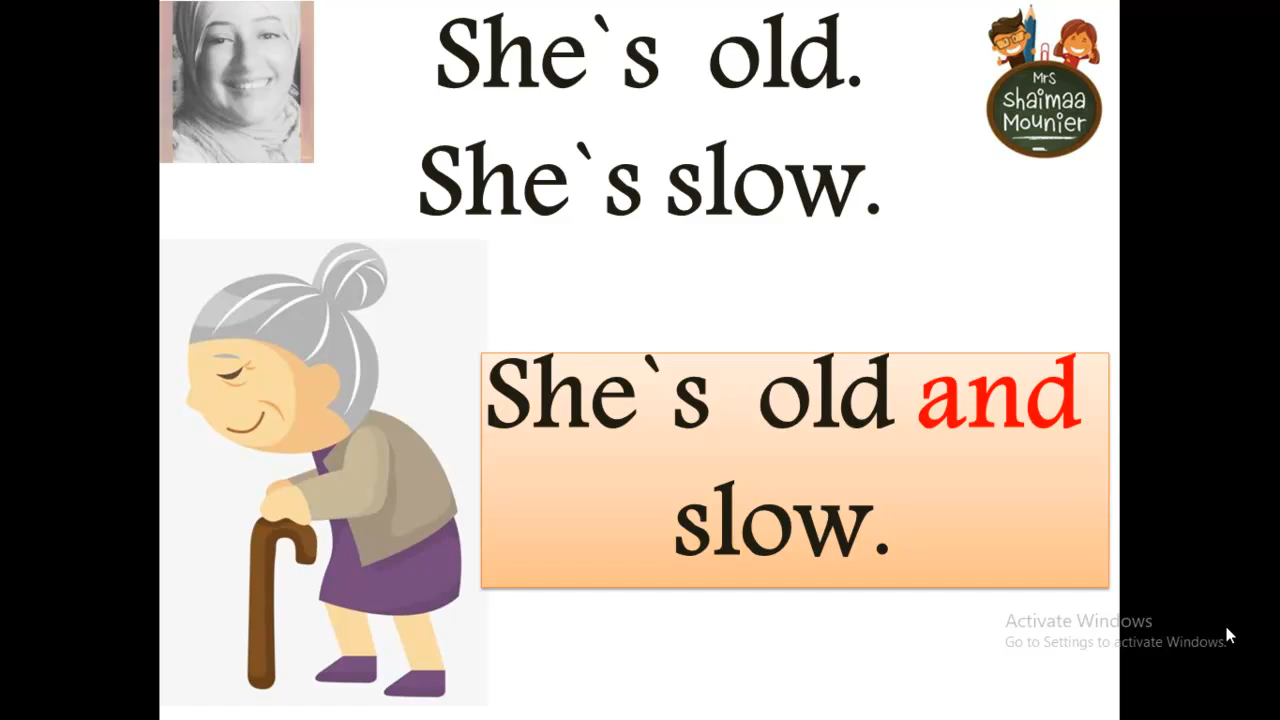 She`s old.
She`s slow.
Mrs
Shaimaa
Mounier
She`s old and
slow.
Activate Windows
Go to Settings to activate Windows.